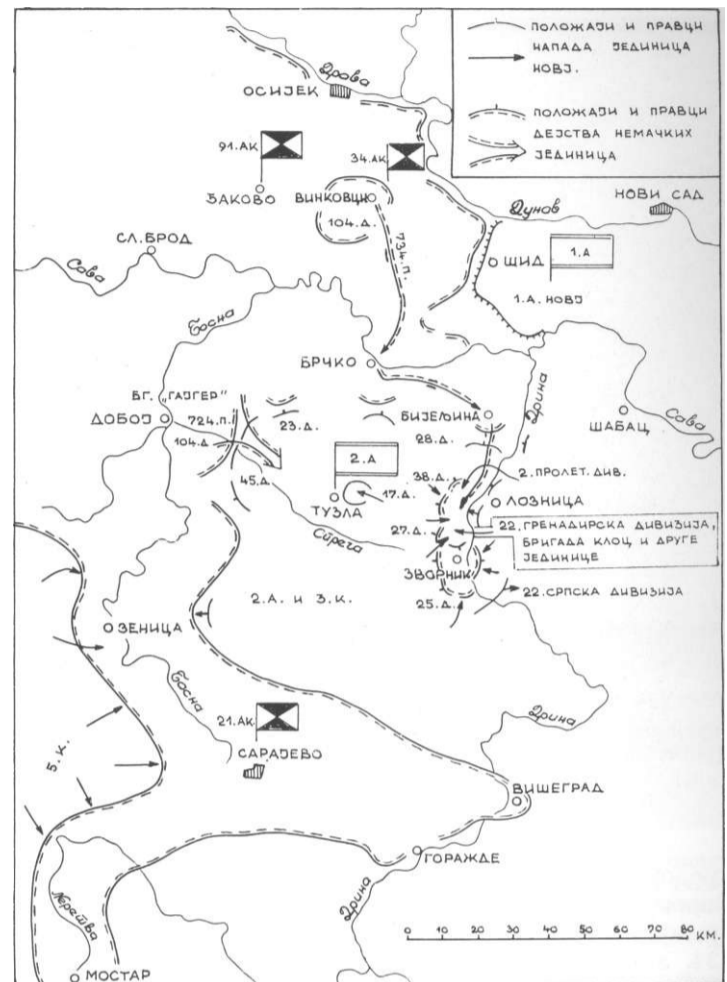 ПОЛОЖАЈИ И ПРАВЦИ
НАПАДА ЈЕДИНИЦА
НОВЈ.
ПОЛОЖАЈИ И ПРАВЦИ
ДЕЈСТВА НЕМАЧКИХ
ЈЕДИНИЦА
Драва
ОСИЈЕК
91.АК
34.АК
ЂАКОВО
ВИНКОВЦИ
104.Д.
734.П.
НОВИ САД
Дунав
СЛ.БРОД
ШИД
1.А
1.А.НОВЈ
Сава
Босна
БРЧКО
ВГ. „ГАЈГЕР"
ДОБОЈ
724.П.
104.Д
23.Д.
45.Д.
БИЈЕЉИНА
Дрина
ШАБАЦ
Сава
28.Д.
2.А
ТУЗЛА
17.Д.
38.Д.
2.ПРОЛЕТ.ДИВ.
ЛОЗНИЦА
27.Д.
22.ГРЕНАДИРСКА ДИВИЗИЈА,
БРИГАДА КЛОЦ И ДРУГЕ
ЈЕДИНИЦЕ
Спреча
ЗВОРНИК
25.Д.
22.СРПСКА ДИВИЗИЈА
2.А. И 3.К.
ЗЕНИЦА
Босна
21.АК
САРАЈЕВО
5.К.
Дрина
ВИШЕГРАД
ГОРАЖДЕ
Дрина
Неретва
МОСТАР
0 10 20 30 40 50 60 70 80 КМ.